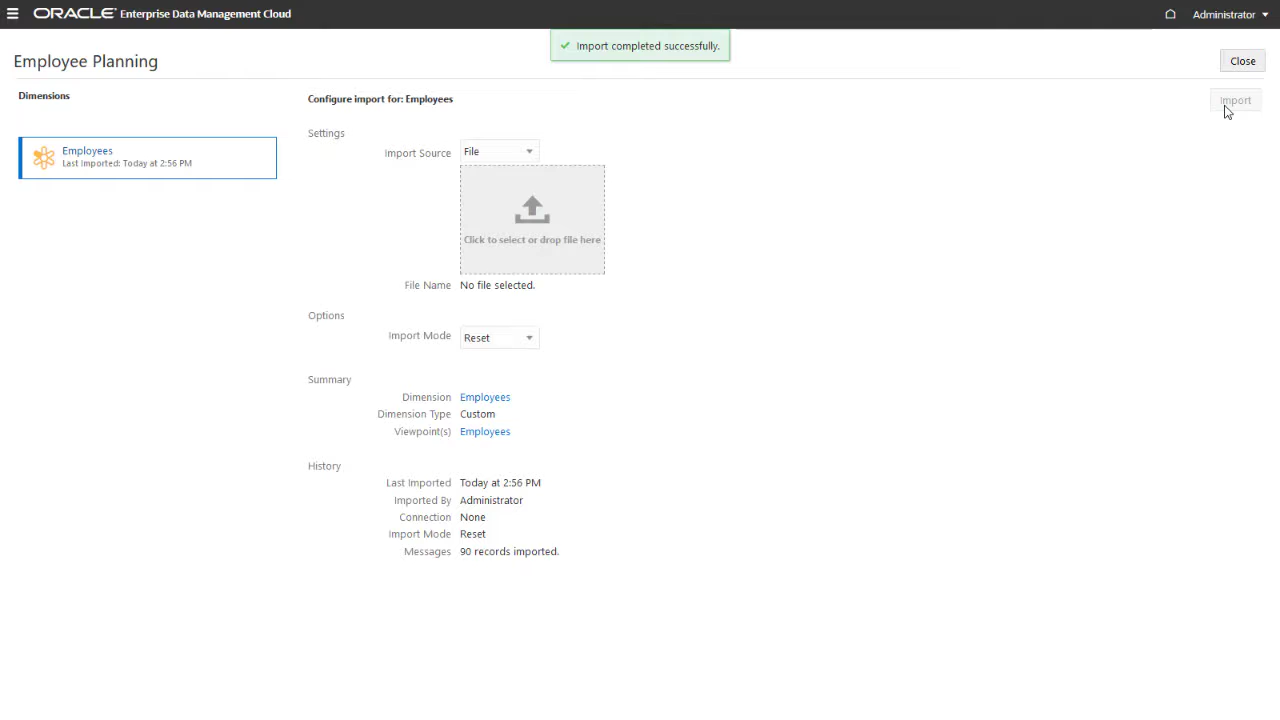 ORACLE® Enterprise Data Management Cloud
Administrator
Import completed successfully.
Employee Planning
Close
Dimensions
Configure import for: Employees
Import
Settings
Employees
Last Imported: Today at 2:56 PM
Import Source File
Click to select or drop file here
File Name No file selected.
Options
Import Mode Reset
Summary
Dimension Employees
Dimension Type Custom
Viewpoint(s) Employees
History
Last Imported Today at 2:56 PM
Imported By Administrator
Connection None
Import Mode Reset
Messages 90 records imported.